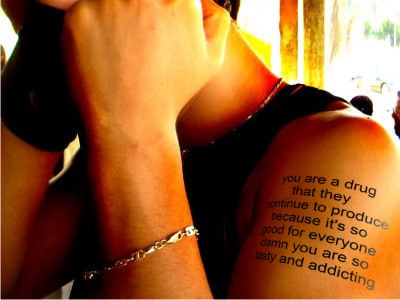 you are a drug
that they
continue to produce
because it's so
good for everyone
damn you are so
tasty and addicting